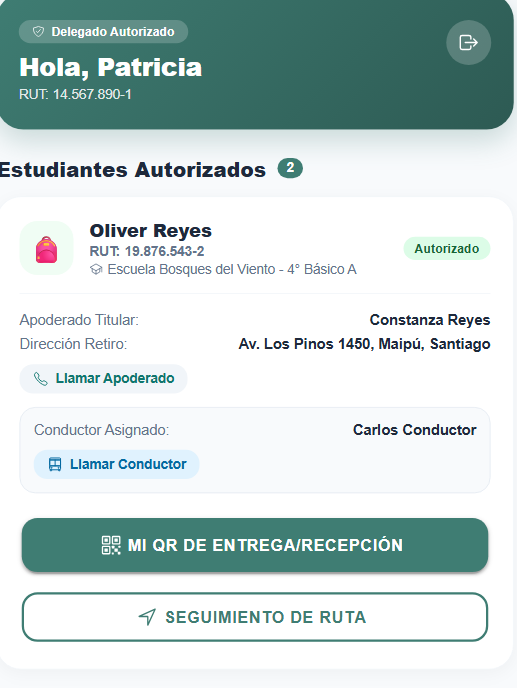 Delegado Autorizado
Hola, Patricia
RUT: 14.567.890-1
Estudiantes Autorizados 2
Oliver Reyes
RUT: 19.876.543-2
Autorizado
Escuela Bosques del Viento - 4° Básico A
Apoderado Titular: Constanza Reyes
Dirección Retiro: Av. Los Pinos 1450, Maipú, Santiago
Llamar Apoderado
Conductor Asignado: Carlos Conductor
Llamar Conductor
MI QR DE ENTREGA/RECEPCIÓN
SEGUIMIENTO DE RUTA